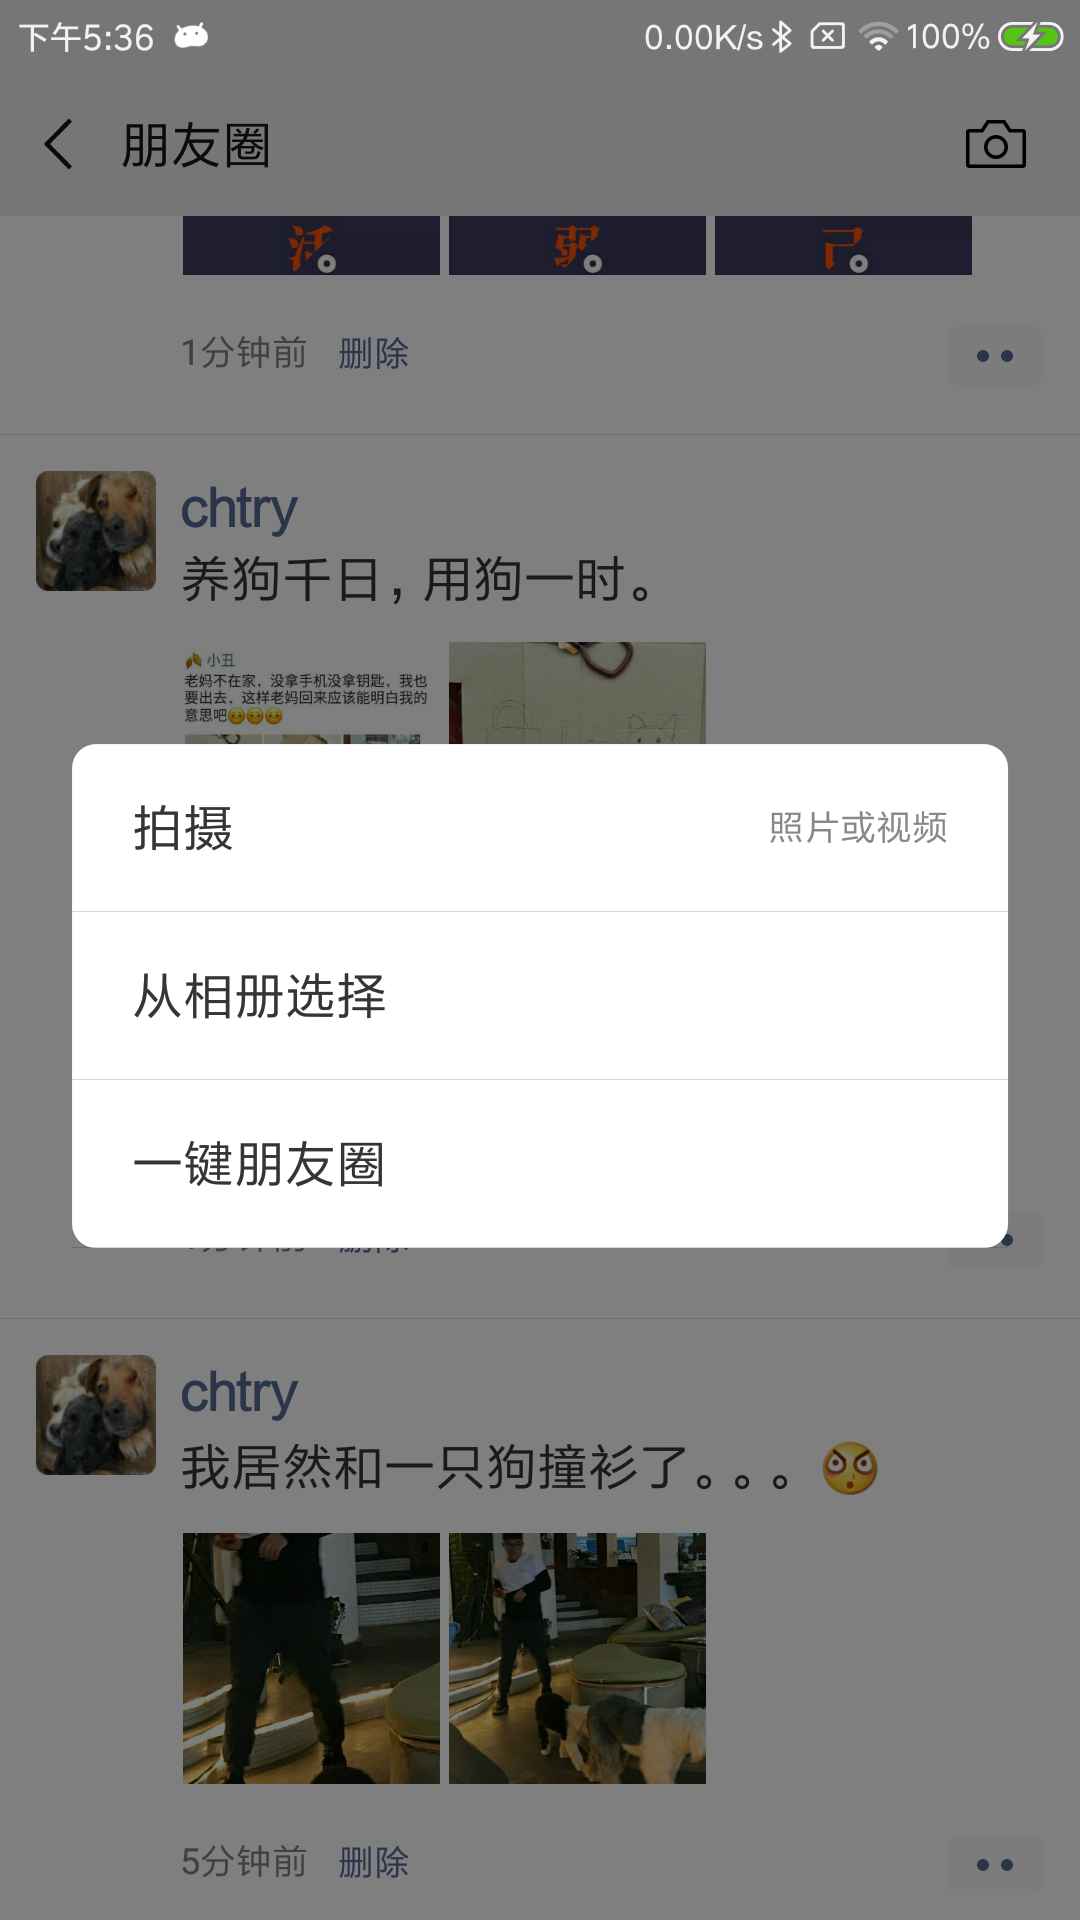 下午5:36
0.00K/s
100%
朋友圈
活 弱 己
1分钟前 删除
chtry
养狗千日，用狗一时。
小丑
老妈不在家，没拿手机没拿钥匙，我也
要出去，这样老妈回来应该能明白我的
意思吧
拍摄 照片或视频
从相册选择
一键朋友圈
删除
chtry
我居然和一只狗撞衫了。。。
5分钟前 删除